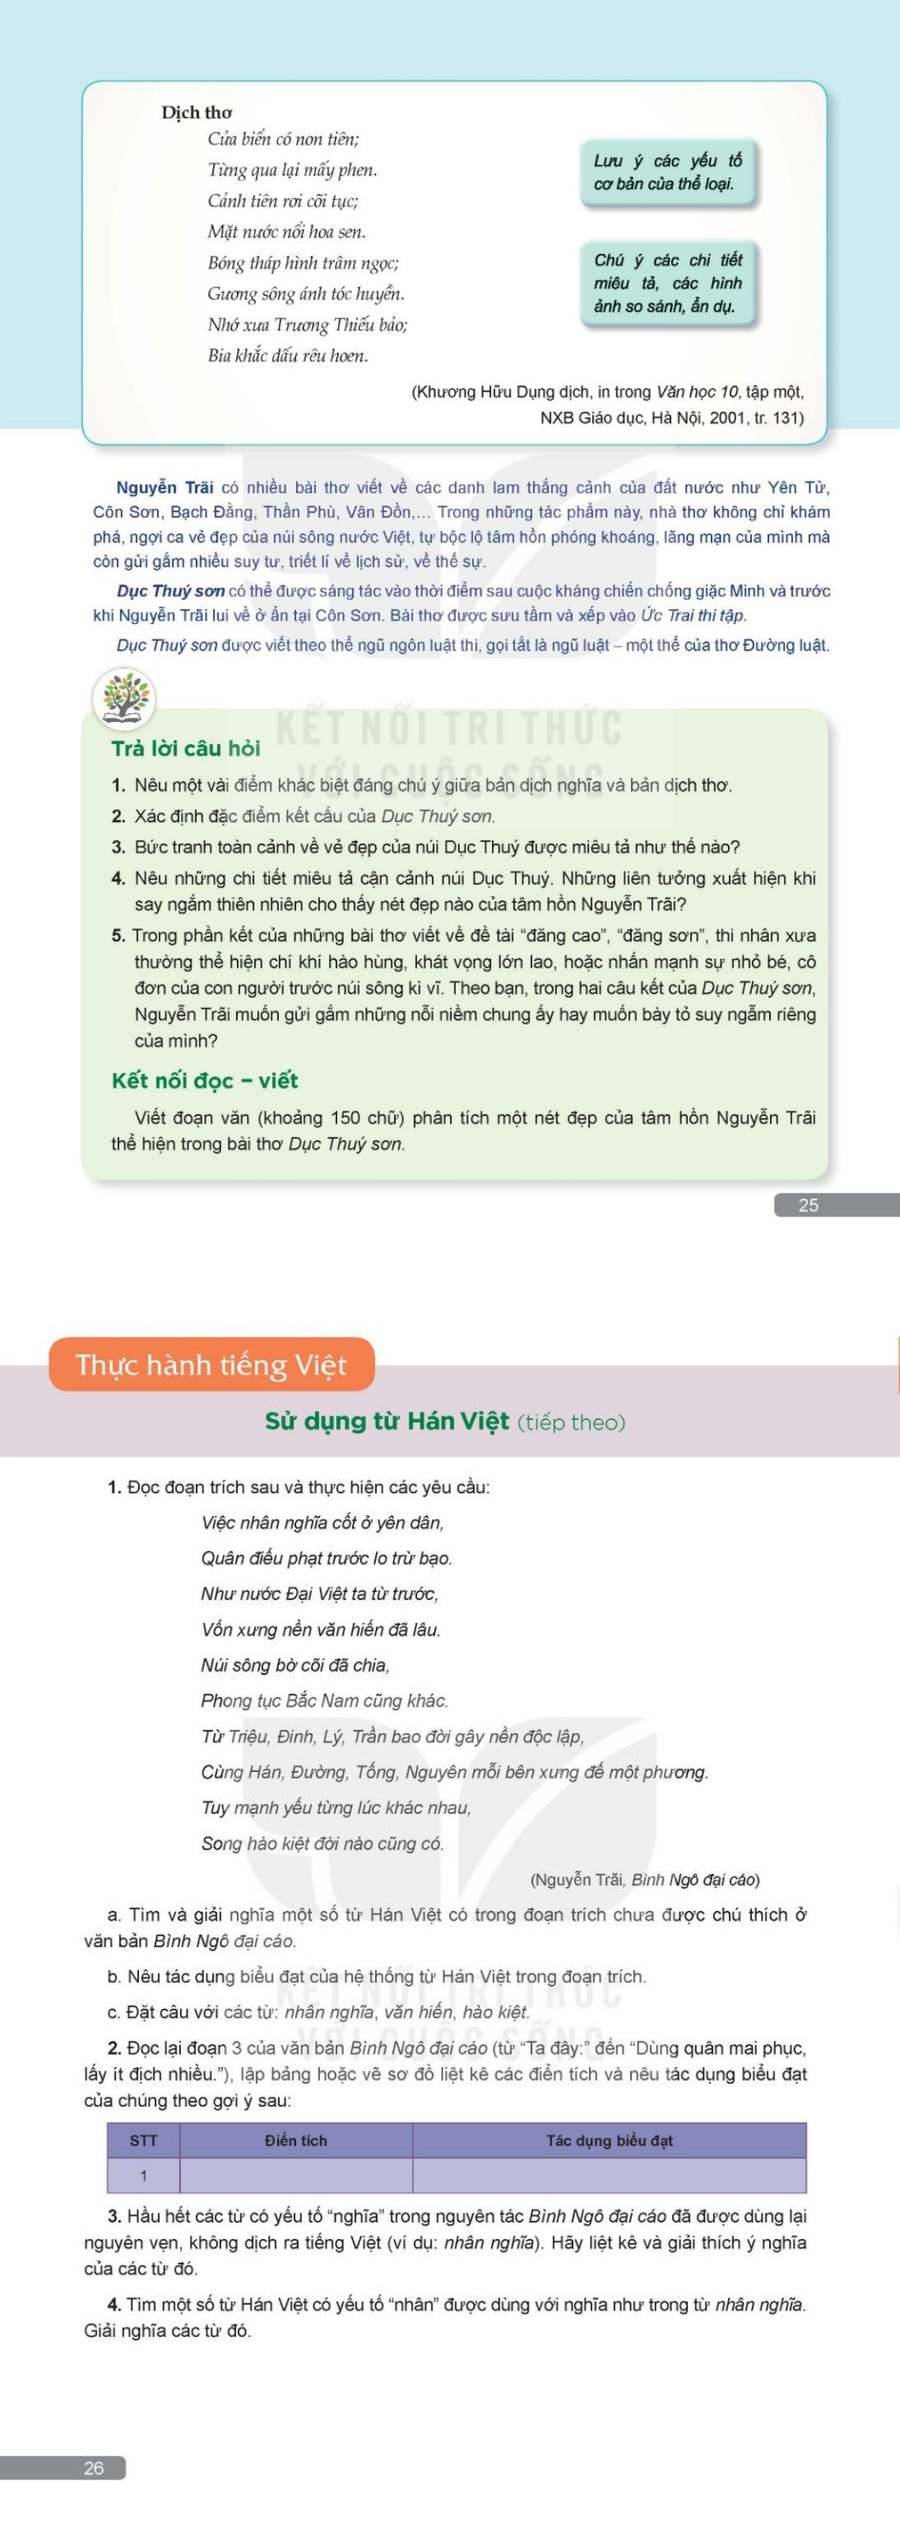 Dịch thơ
Cửa biển có non tiên;
Từng qua lại mấy phen.
Cảnh tiên rơi cõi tục;
Mặt nước nổi hoa sen.
Bóng tháp hình trâm ngọc;
Gương sông ánh tóc huyền.
Nhớ xưa Trương Thiếu bảo;
Bia khắc dấu rêu hoen.
Lưu ý các yếu tố
cơ bản của thể loại.
Chú ý các chi tiết
miêu tả, các hình
ảnh so sánh, ẩn dụ.
(Khương Hữu Dụng dịch, in trong Văn học 10, tập một,
NXB Giáo dục, Hà Nội, 2001, tr. 131)
Nguyễn Trãi có nhiều bài thơ viết về các danh lam thắng cảnh của đất nước như Yên Tử,
Côn Sơn, Bạch Đằng, Thần Phù, Vân Đồn,... Trong những tác phẩm này, nhà thơ không chỉ khám
phá, ngợi ca vẻ đẹp của núi sông nước Việt, tự bộc lộ tâm hồn phóng khoáng, lãng mạn của mình mà
còn gửi gắm nhiều suy tư, triết lí về lịch sử, về thế sự.
Dục Thuý sơn có thể được sáng tác vào thời điểm sau cuộc kháng chiến chống giặc Minh và trước
khi Nguyễn Trãi lui về ở ẩn tại Côn Sơn. Bài thơ được sưu tầm và xếp vào Ức Trai thi tập.
Dục Thuý sơn được viết theo thể ngũ ngôn luật thi, gọi tắt là ngũ luật – một thể của thơ Đường luật.
KẾT NỐI TRI THỨC
VỚI CUỘC SỐNG
Trả lời câu hỏi
1. Nêu một vài điểm khác biệt đáng chú ý giữa bản dịch nghĩa và bản dịch thơ.
2. Xác định đặc điểm kết cấu của Dục Thuý sơn.
3. Bức tranh toàn cảnh về vẻ đẹp của núi Dục Thuý được miêu tả như thế nào?
4. Nêu những chi tiết miêu tả cận cảnh núi Dục Thuý. Những liên tưởng xuất hiện khi
say ngắm thiên nhiên cho thấy nét đẹp nào của tâm hồn Nguyễn Trãi?
5. Trong phần kết của những bài thơ viết về đề tài “đăng cao”, “đăng sơn”, thi nhân xưa
thường thể hiện chí khí hào hùng, khát vọng lớn lao, hoặc nhấn mạnh sự nhỏ bé, cô
đơn của con người trước núi sông kì vĩ. Theo bạn, trong hai câu kết của Dục Thuý sơn,
Nguyễn Trãi muốn gửi gắm những nỗi niềm chung ấy hay muốn bày tỏ suy ngẫm riêng
của mình?
Kết nối đọc – viết
Viết đoạn văn (khoảng 150 chữ) phân tích một nét đẹp của tâm hồn Nguyễn Trãi
thể hiện trong bài thơ Dục Thuý sơn.
25
Thực hành tiếng Việt
Sử dụng từ Hán Việt (tiếp theo)
1. Đọc đoạn trích sau và thực hiện các yêu cầu:
Việc nhân nghĩa cốt ở yên dân,
Quân điếu phạt trước lo trừ bạo.
Như nước Đại Việt ta từ trước,
Vốn xưng nền văn hiến đã lâu.
Núi sông bờ cõi đã chia,
Phong tục Bắc Nam cũng khác.
Từ Triệu, Đinh, Lý, Trần bao đời gây nền độc lập,
Cùng Hán, Đường, Tống, Nguyên mỗi bên xưng đế một phương.
Tuy mạnh yếu từng lúc khác nhau,
Song hào kiệt đời nào cũng có.
(Nguyễn Trãi, Bình Ngô đại cáo)
a. Tìm và giải nghĩa một số từ Hán Việt có trong đoạn trích chưa được chú thích ở
văn bản Bình Ngô đại cáo.
b. Nêu tác dụng biểu đạt của hệ thống từ Hán Việt trong đoạn trích.
c. Đặt câu với các từ: nhân nghĩa, văn hiến, hào kiệt.
KẾT NỐI TRI THỨC
VỚI CUỘC SỐNG
2. Đọc lại đoạn 3 của văn bản Bình Ngô đại cáo (từ “Ta đây:” đến “Dùng quân mai phục,
lấy ít địch nhiều.”), lập bảng hoặc vẽ sơ đồ liệt kê các điển tích và nêu tác dụng biểu đạt
của chúng theo gợi ý sau:
STT Điển tích Tác dụng biểu đạt
1
3. Hầu hết các từ có yếu tố “nghĩa” trong nguyên tác Bình Ngô đại cáo đã được dùng lại
nguyên vẹn, không dịch ra tiếng Việt (ví dụ: nhân nghĩa). Hãy liệt kê và giải thích ý nghĩa
của các từ đó.
4. Tìm một số từ Hán Việt có yếu tố “nhân” được dùng với nghĩa như trong từ nhân nghĩa.
Giải nghĩa các từ đó.
26